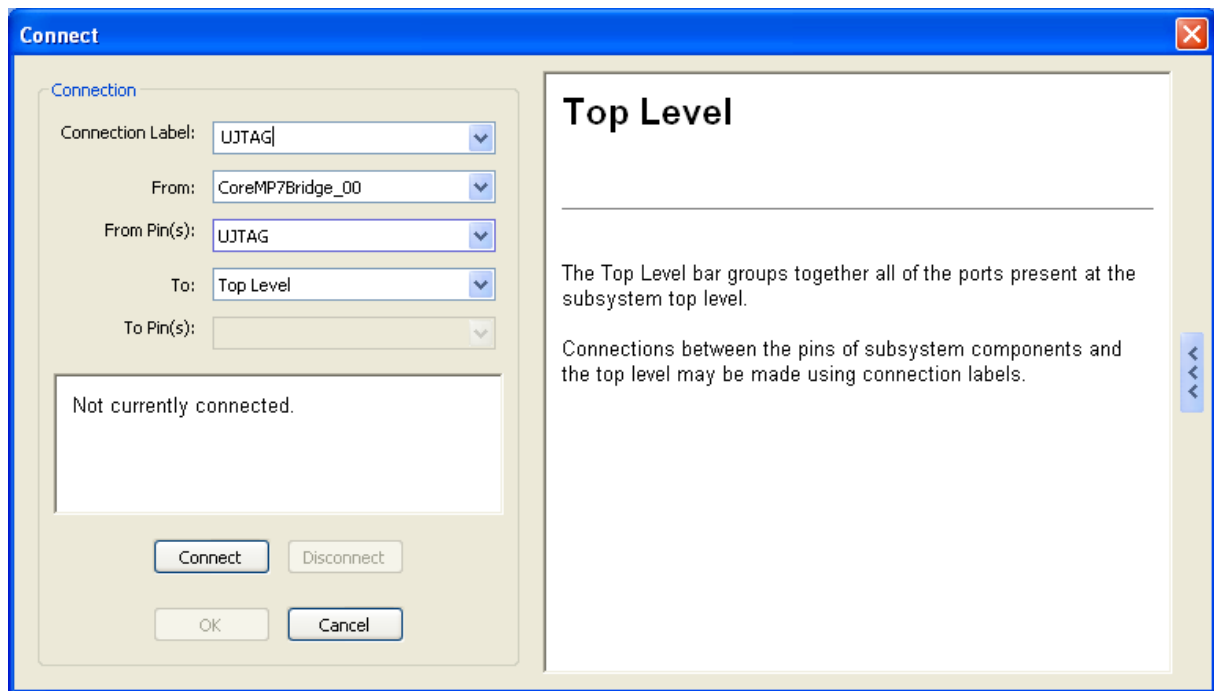 Connect
Connection
Connection Label: UJTAG
From: CoreMP7Bridge_00
From Pin(s): UJTAG
To: Top Level
To Pin(s):
Not currently connected.
Connect Disconnect
OK Cancel
Top Level
The Top Level bar groups together all of the ports present at the
subsystem top level.
Connections between the pins of subsystem components and
the top level may be made using connection labels.